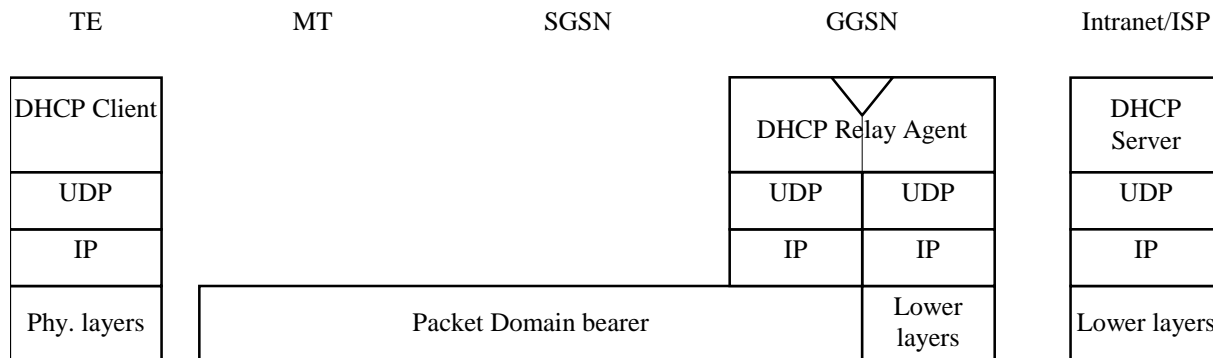 TE MT SGSN GGSN Intranet/ISP
DHCP Client
DHCP Relay Agent
DHCP
Server
UDP UDP UDP UDP
IP IP IP IP
Phy. layers Packet Domain bearer Lower
layers
Lower layers